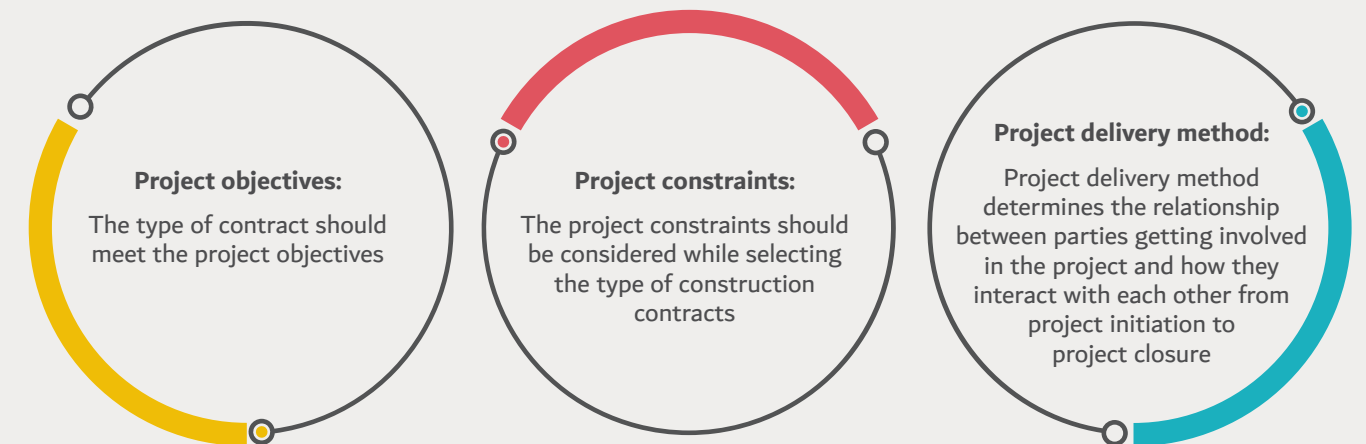 Project objectives:
The type of contract should
meet the project objectives
Project constraints:
The project constraints should
be considered while selecting
the type of construction
contracts
Project delivery method:
Project delivery method
determines the relationship
between parties getting involved
in the project and how they
interact with each other from
project initiation to
project closure